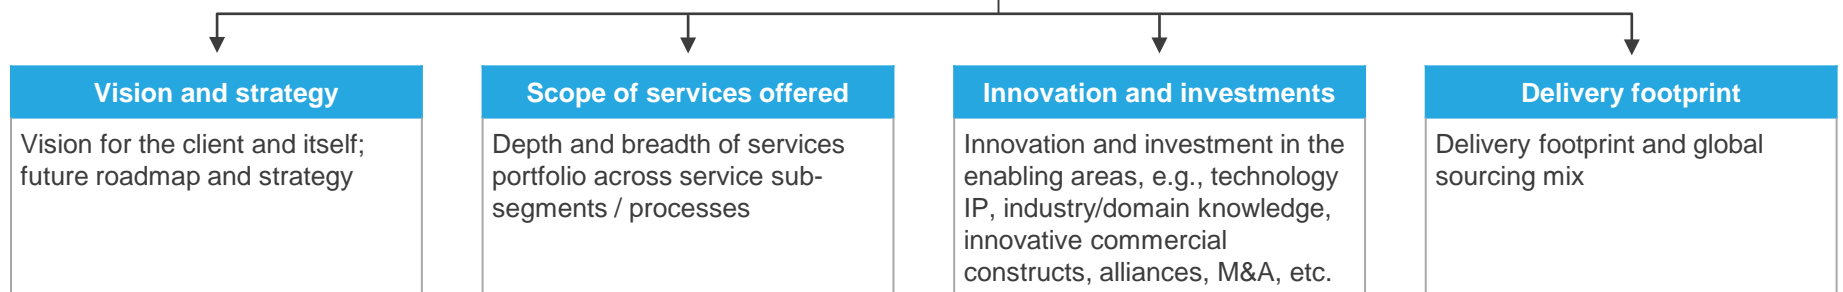 Vision and strategy
Vision for the client and itself;
future roadmap and strategy
Scope of services offered
Depth and breadth of services
portfolio across service sub-
segments / processes
Innovation and investments
Innovation and investment in the
enabling areas, e.g., technology
IP, industry/domain knowledge,
innovative commercial
constructs, alliances, M&A, etc.
Delivery footprint
Delivery footprint and global
sourcing mix